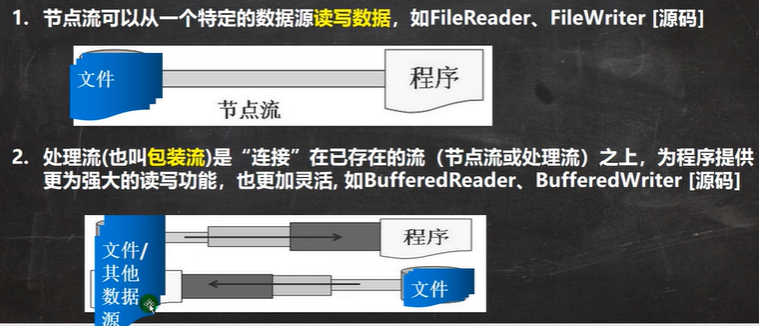 1. 节点流可以从一个特定的数据源读写数据，如FileReader、FileWriter [源码]
文件
程序
节点流
2. 处理流(也叫包装流)是“连接”在已存在的流（节点流或处理流）之上，为程序提供
更为强大的读写功能，也更加灵活, 如BufferedReader、BufferedWriter [源码]
文件/
其他
数据
源
程序
文件